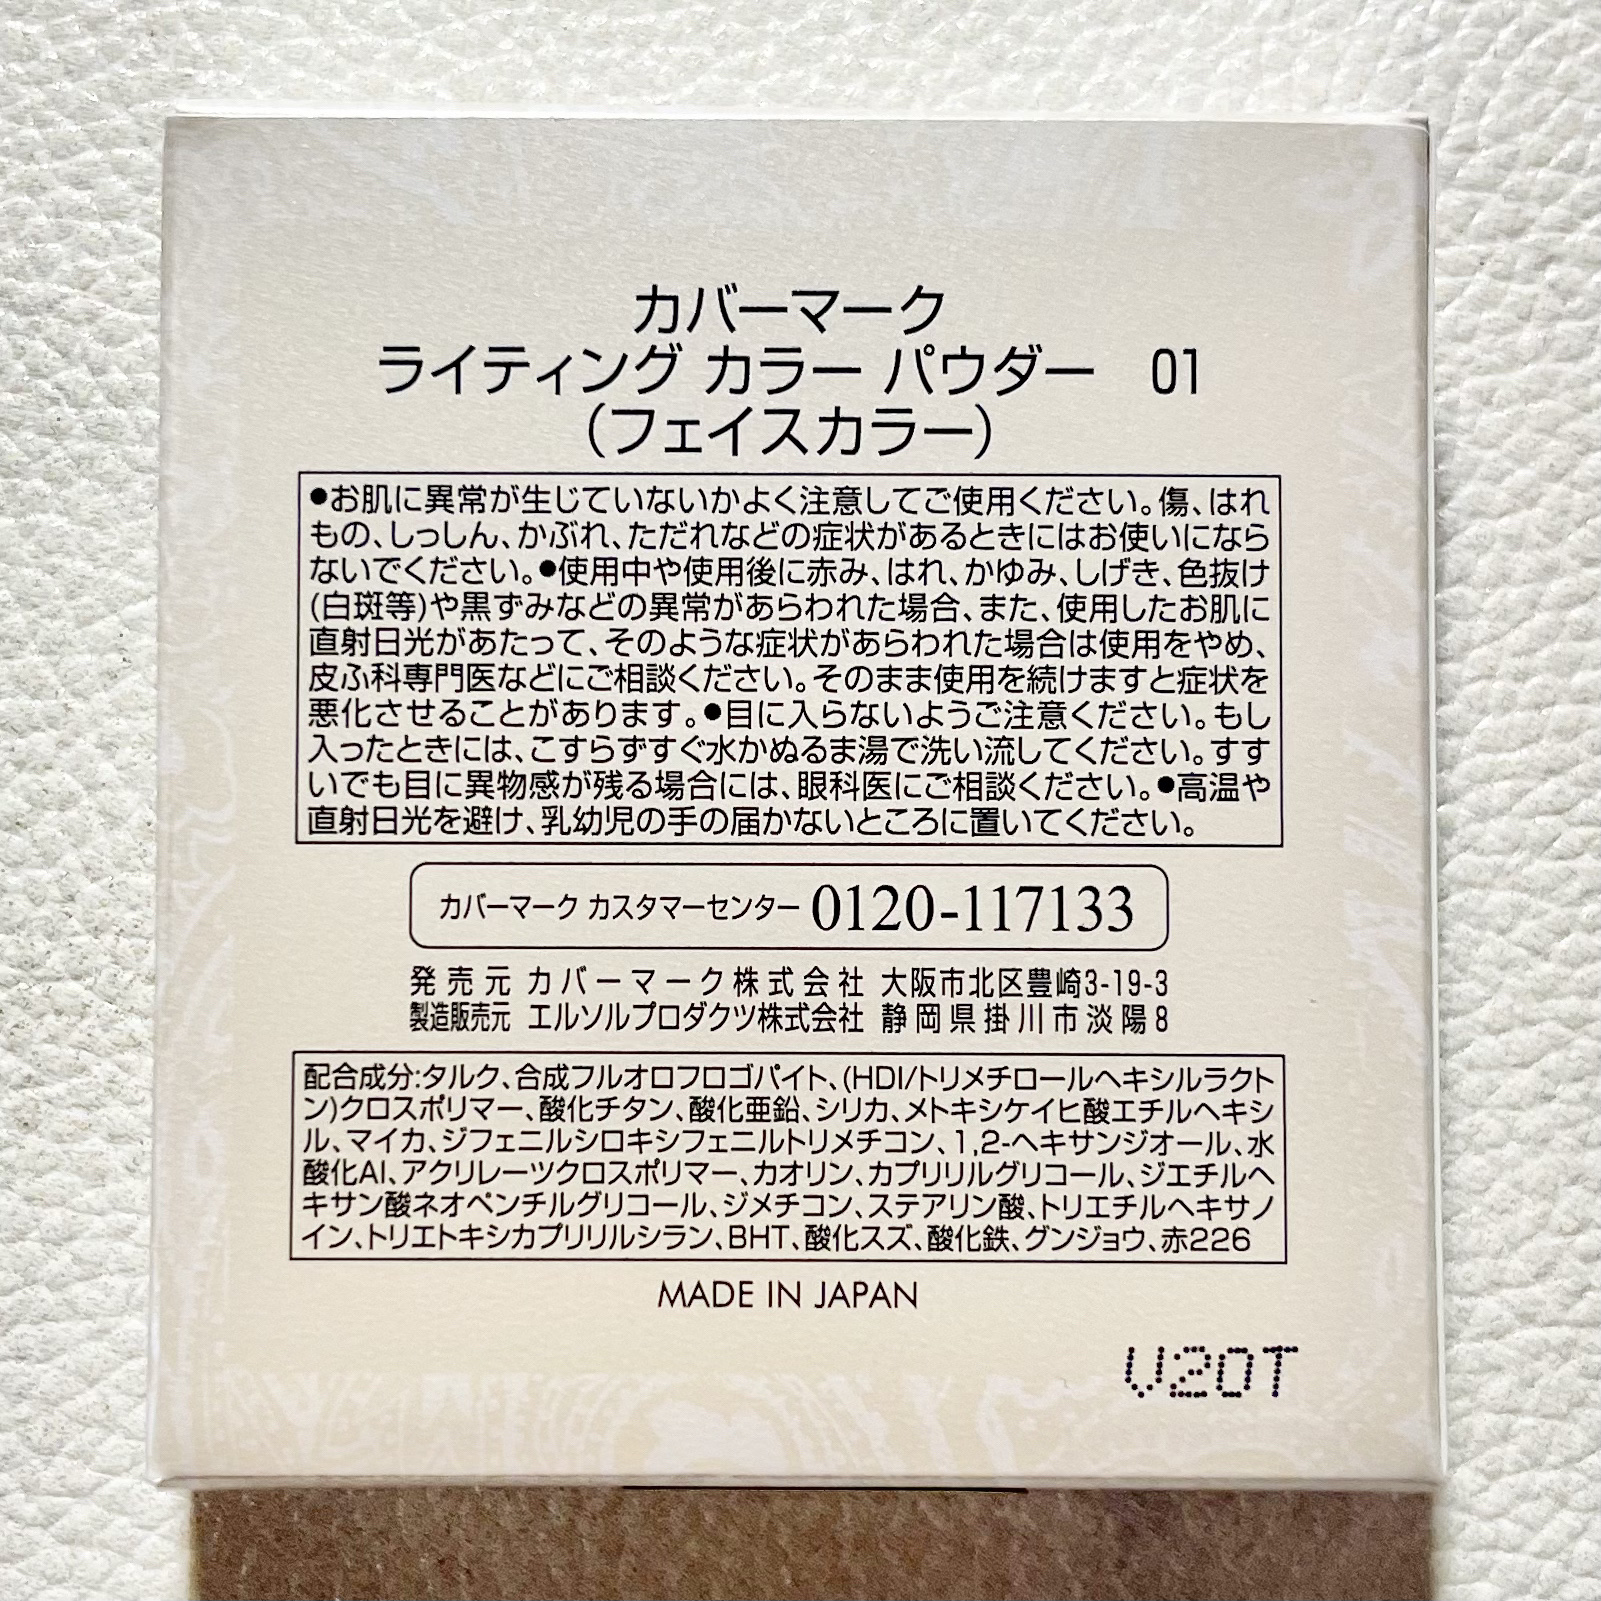 カバーマーク
ライティング カラー パウダー　01
(フェイスカラー)
●お肌に異常が生じていないかよく注意してご使用ください。傷、はれ
もの、しっしん、かぶれ、ただれなどの症状があるときにはお使いになら
ないでください。●使用中や使用後に赤み、はれ、かゆみ、しげき、色抜け
(白斑等)や黒ずみなどの異常があらわれた場合、また、使用したお肌に
直射日光があたって、そのような症状があらわれた場合は使用をやめ、
皮ふ科専門医などにご相談ください。そのまま使用を続けますと症状を
悪化させることがあります。●目に入らないようご注意ください。もし
入ったときには、こすらずすぐ水かぬるま湯で洗い流してください。すす
いでも目に異物感が残る場合には、眼科医にご相談ください。●高温や
直射日光を避け、乳幼児の手の届かないところに置いてください。
カバーマーク カスタマーセンター 0120-117133
発売元 カバーマーク株式会社 大阪市北区豊崎3-19-3
製造販売元 エルソルプロダクツ株式会社 静岡県掛川市淡陽8
配合成分:タルク、合成フルオロフロゴパイト、(HDI/トリメチロールヘキシルラクト
ン)クロスポリマー、酸化チタン、酸化亜鉛、シリカ、メトキシケイヒ酸エチルヘキシ
ル、マイカ、ジフェニルシロキシフェニルトリメチコン、1,2-ヘキサンジオール、水
酸化Al、アクリレーツクロスポリマー、カオリン、カプリリルグリコール、ジエチルヘ
キサン酸ネオペンチルグリコール、ジメチコン、ステアリン酸、トリエチルヘキサノ
イン、トリエトキシカプリリルシラン、BHT、酸化スズ、酸化鉄、グンジョウ、赤226
MADE IN JAPAN
V20T